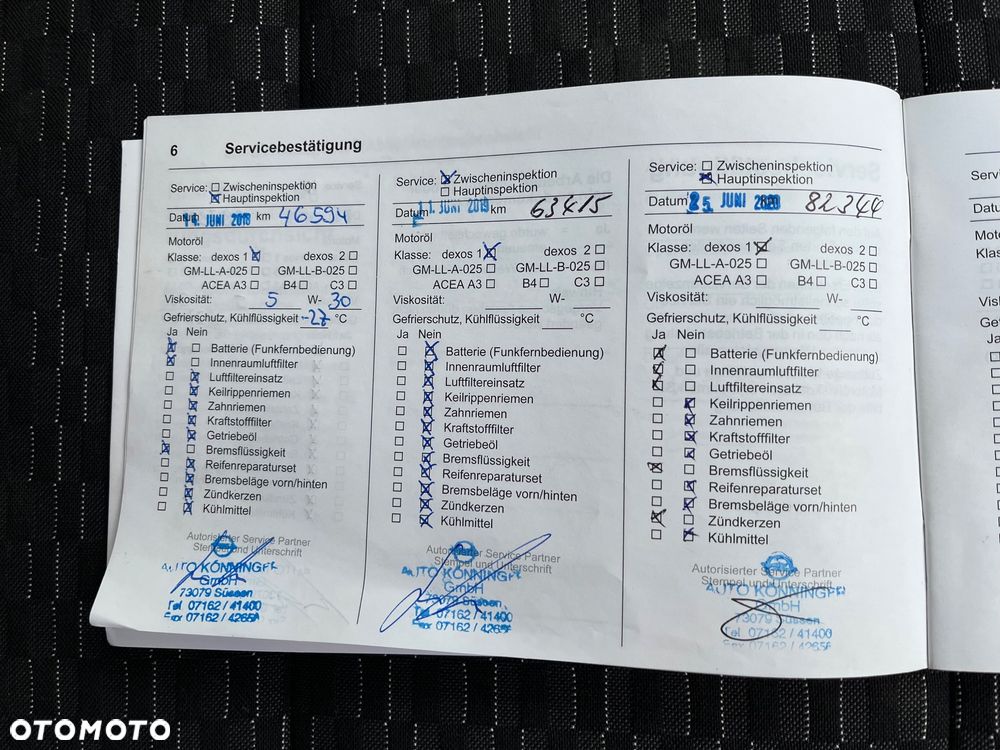 6 Servicebestätigung
Service: Zwischeninspektion
Hauptinspektion
Datum 14. JUNI 2018 km 46594
Motoröl
Klasse: dexos 1 dexos 2
GM-LL-A-025 GM-LL-B-025
ACEA A3 B4 C3
Viskosität: 5 W- 30
Gefrierschutz, Kühlflüssigkeit -27 °C
Ja Nein
Batterie (Funkfernbedienung)
Innenraumluftfilter
Luftfiltereinsatz
Keilrippenriemen
Zahnriemen
Kraftstofffilter
Getriebeöl
Bremsflüssigkeit
Reifenreparaturset
Bremsbeläge vorn/hinten
Zündkerzen
Kühlmittel
Autorisierter Service Partner
Stempel und Unterschrift
AUTO KÖNNINGER
GmbH
73079 Süssen
Tel. 07162 / 41400
Fax 07162 / 42656
Service: Zwischeninspektion
Hauptinspektion
Datum 11. JUNI 2019 km 63415
Motoröl
Klasse: dexos 1 dexos 2
GM-LL-A-025 GM-LL-B-025
ACEA A3 B4 C3
Viskosität: W-
Gefrierschutz, Kühlflüssigkeit °C
Ja Nein
Batterie (Funkfernbedienung)
Innenraumluftfilter
Luftfiltereinsatz
Keilrippenriemen
Zahnriemen
Kraftstofffilter
Getriebeöl
Bremsflüssigkeit
Reifenreparaturset
Bremsbeläge vorn/hinten
Zündkerzen
Kühlmittel
Autorisierter Service Partner
Stempel und Unterschrift
AUTO KÖNNINGER
GmbH
73079 Süssen
Tel. 07162 / 41400
Fax 07162 / 42656
Service: Zwischeninspektion
Hauptinspektion
Datum 25. JUNI 2020 km 82344
Motoröl
Klasse: dexos 1 dexos 2
GM-LL-A-025 GM-LL-B-025
ACEA A3 B4 C3
Viskosität: W-
Gefrierschutz, Kühlflüssigkeit °C
Ja Nein
Batterie (Funkfernbedienung)
Innenraumluftfilter
Luftfiltereinsatz
Keilrippenriemen
Zahnriemen
Kraftstofffilter
Getriebeöl
Bremsflüssigkeit
Reifenreparaturset
Bremsbeläge vorn/hinten
Zündkerzen
Kühlmittel
Autorisierter Service Partner
Stempel und Unterschrift
AUTO KÖNNINGER
GmbH
73079 Süssen
Tel. 07162 / 41400
Fax 07162 / 42656
OTOMOTO